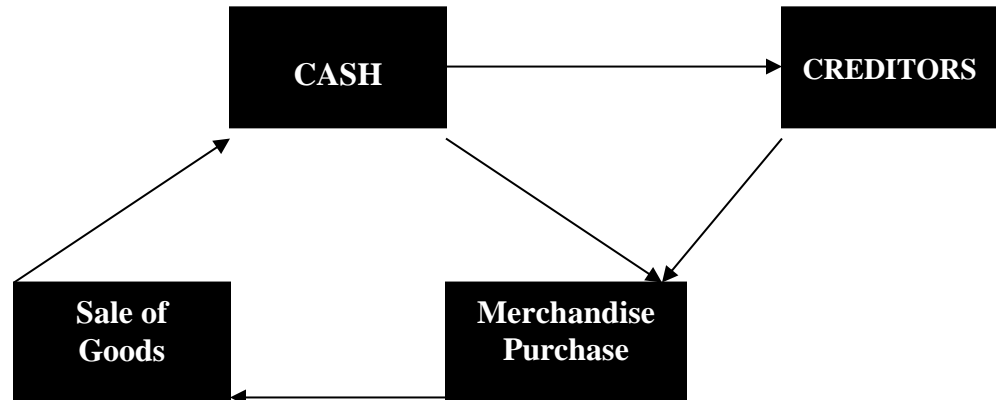 CASH
CREDITORS
Sale of
Goods
Merchandise
Purchase